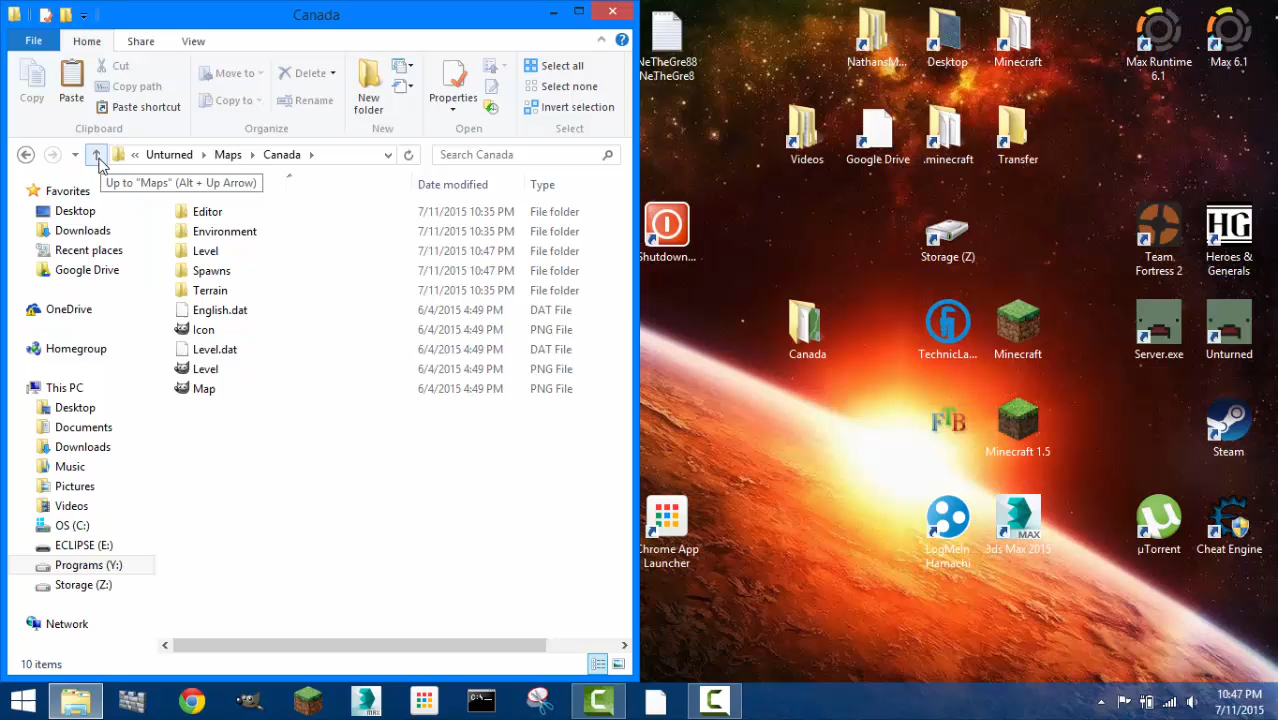 Canada
File Home Share View
Copy
Paste
Cut
Copy path
Paste shortcut
Clipboard
Move to
Copy to
Delete
Rename
Organize
New folder
New
Properties
Open
Select all
Select none
Invert selection
Select
Unturned Maps Canada
Search Canada
Up to "Maps" (Alt + Up Arrow)
Date modified Type
Editor 7/11/2015 10:35 PM File folder
Environment 7/11/2015 10:35 PM File folder
Level 7/11/2015 10:47 PM File folder
Spawns 7/11/2015 10:47 PM File folder
Terrain 7/11/2015 10:35 PM File folder
English.dat 6/4/2015 4:49 PM DAT File
Icon 6/4/2015 4:49 PM PNG File
Level.dat 6/4/2015 4:49 PM DAT File
Level 6/4/2015 4:49 PM PNG File
Map 6/4/2015 4:49 PM PNG File
Favorites
Desktop
Downloads
Recent places
Google Drive
OneDrive
Homegroup
This PC
Desktop
Documents
Downloads
Music
Pictures
Videos
OS (C:)
ECLIPSE (E:)
Programs (Y:)
Storage (Z:)
Network
10 items
NeTheGre88
NeTheGre8
NathansM...
Desktop
Minecraft
Max Runtime
6.1
Max 6.1
Videos
Google Drive
.minecraft
Transfer
Shutdown...
Storage (Z)
Team
Fortress 2
HG
Heroes &
Generals
Canada
TechnicLa...
Minecraft
Server.exe
Unturned
FTB
Minecraft 1.5
Steam
Chrome App
Launcher
LogMeIn
Hamachi
MAX
3ds Max 2015
µTorrent
Cheat Engine
10:47 PM
7/11/2015